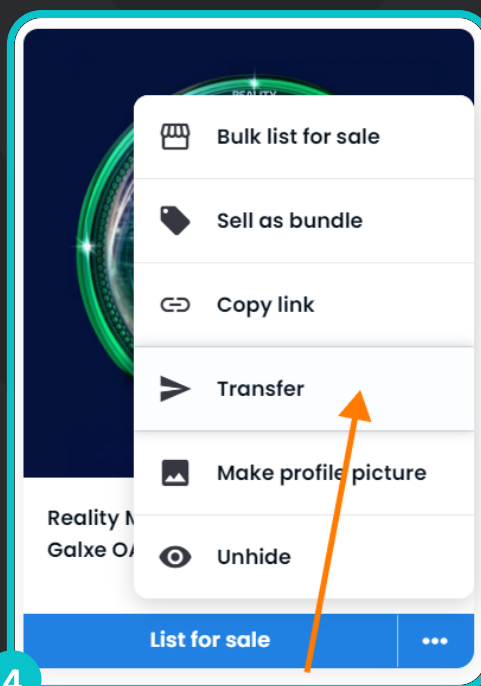 REALITY
Bulk list for sale
Sell as bundle
Copy link
Transfer
Make profile picture
Reality
Galxe
Unhide
List for sale
4